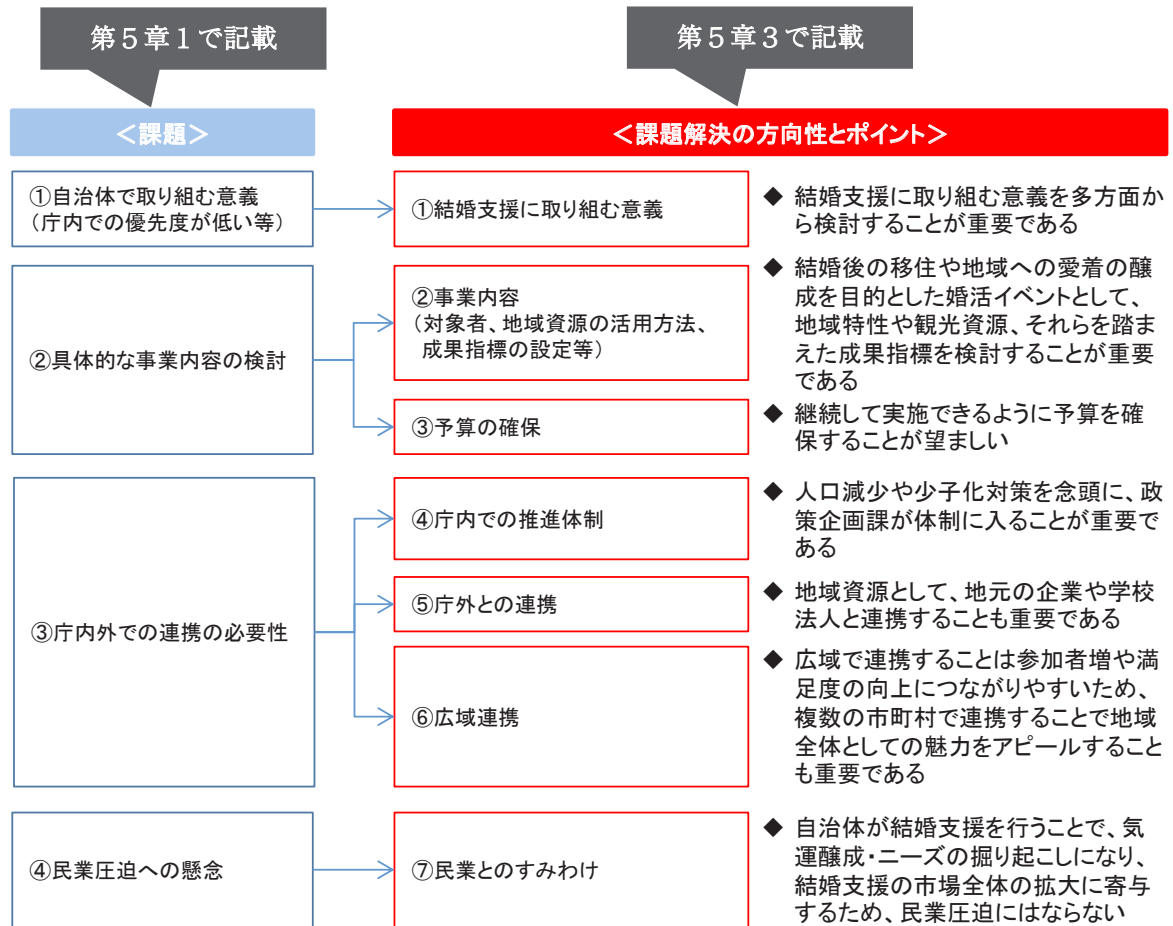 第５章１で記載
第５章３で記載
＜課題＞
＜課題解決の方向性とポイント＞
①自治体で取り組む意義
（庁内での優先度が低い等）
①結婚支援に取り組む意義
◆ 結婚支援に取り組む意義を多方面か
ら検討することが重要である
②具体的な事業内容の検討
②事業内容
（対象者、地域資源の活用方法、
成果指標の設定等）
◆ 結婚後の移住や地域への愛着の醸
成を目的とした婚活イベントとして、
地域特性や観光資源、それらを踏ま
えた成果指標を検討することが重要
である
③予算の確保
◆ 継続して実施できるように予算を確
保することが望ましい
③庁内外での連携の必要性
④庁内での推進体制
◆ 人口減少や少子化対策を念頭に、政
策企画課が体制に入ることが重要で
ある
⑤庁外との連携
◆ 地域資源として、地元の企業や学校
法人と連携することも重要である
⑥広域連携
◆ 広域で連携することは参加者増や満
足度の向上につながりやすいため、
複数の市町村で連携することで地域
全体としての魅力をアピールすること
も重要である
④民業圧迫への懸念
⑦民業とのすみわけ
◆ 自治体が結婚支援を行うことで、気
運醸成・ニーズの掘り起こしになり、
結婚支援の市場全体の拡大に寄与
するため、民業圧迫にはならない